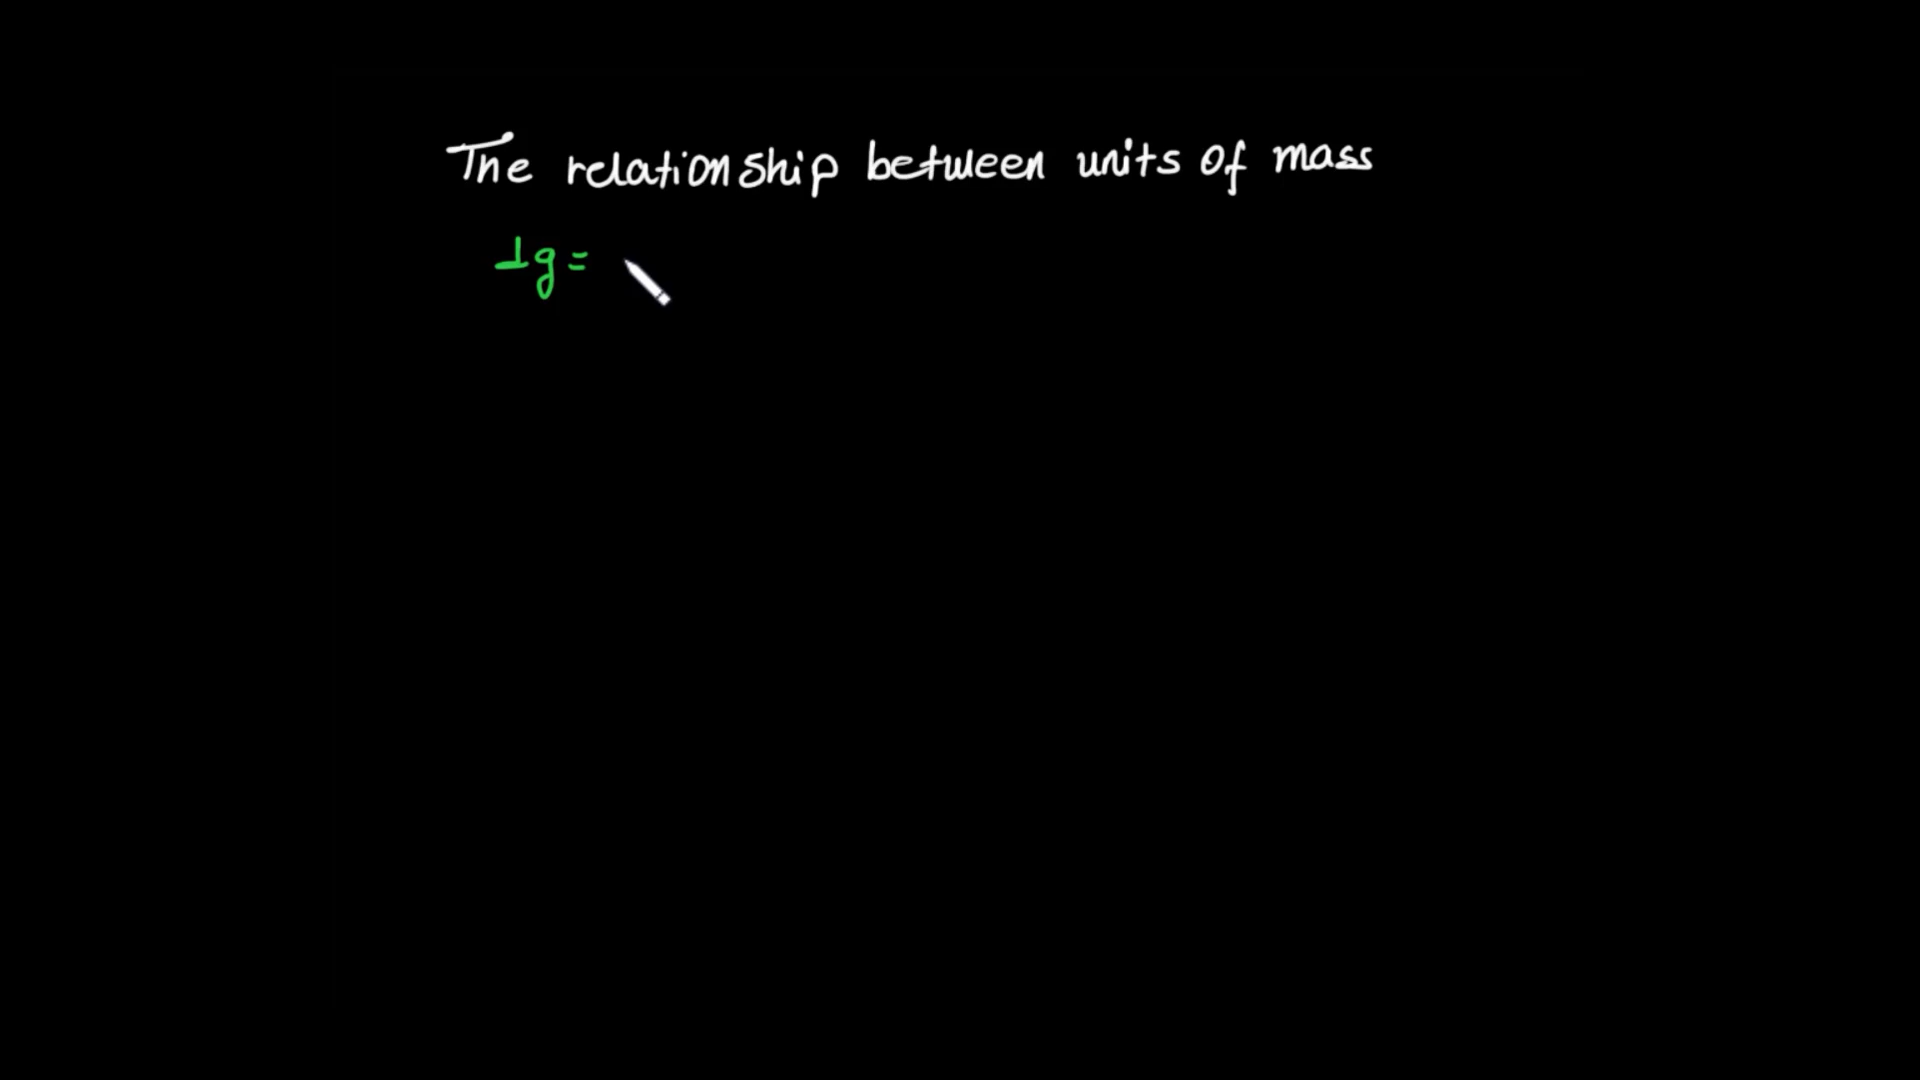 The relationship between units of mass
1g=